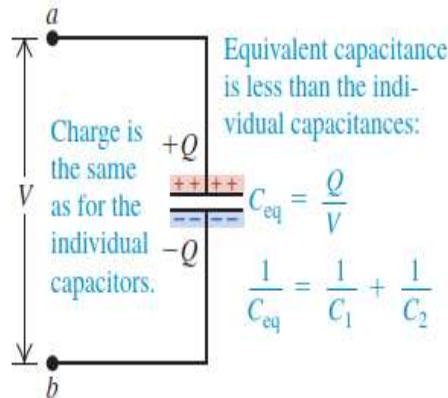 a
Equivalent capacitance
is less than the indi-
vidual capacitances:
Charge is
the same
as for the
individual
capacitors.
V
+Q
++++
−−−−
−Q
C_eq = Q/V
1/C_eq = 1/C_1 + 1/C_2
b